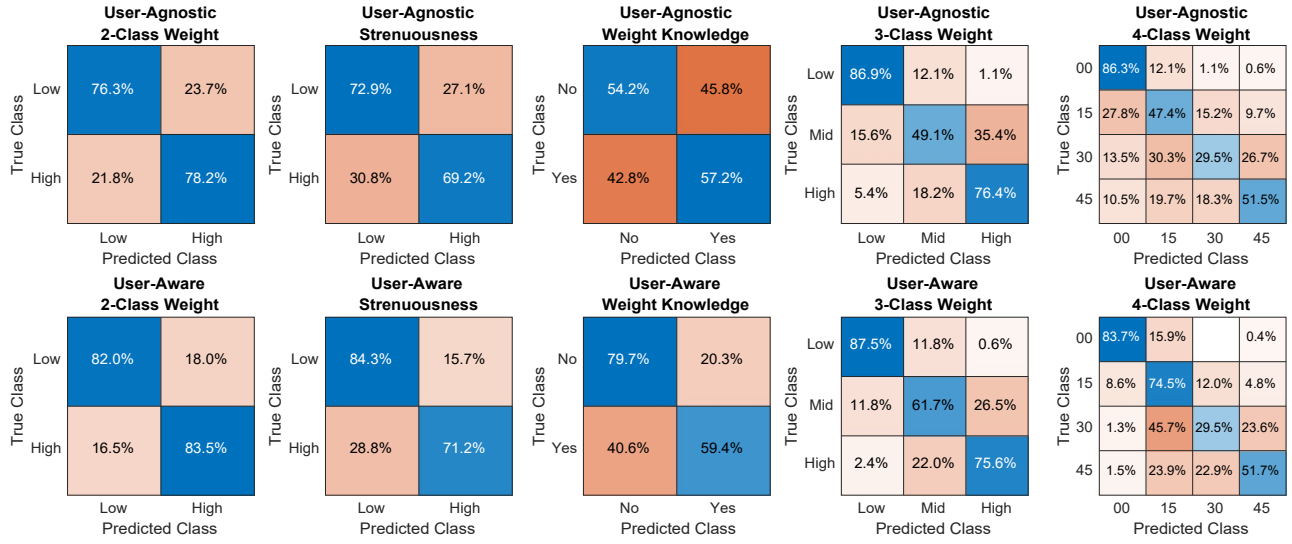 User-Agnostic
2-Class Weight
True Class
Low
76.3%
23.7%
High
21.8%
78.2%
Low
High
Predicted Class
User-Agnostic
Strenuousness
True Class
Low
72.9%
27.1%
High
30.8%
69.2%
Low
High
Predicted Class
User-Agnostic
Weight Knowledge
True Class
No
54.2%
45.8%
Yes
42.8%
57.2%
No
Yes
Predicted Class
User-Agnostic
3-Class Weight
True Class
Low
86.9%
12.1%
1.1%
Mid
15.6%
49.1%
35.4%
High
5.4%
18.2%
76.4%
Low
Mid
High
Predicted Class
User-Agnostic
4-Class Weight
True Class
00
86.3%
12.1%
1.1%
0.6%
15
27.8%
47.4%
15.2%
9.7%
30
13.5%
30.3%
29.5%
26.7%
45
10.5%
19.7%
18.3%
51.5%
00
15
30
45
Predicted Class
User-Aware
2-Class Weight
True Class
Low
82.0%
18.0%
High
16.5%
83.5%
Low
High
Predicted Class
User-Aware
Strenuousness
True Class
Low
84.3%
15.7%
High
28.8%
71.2%
Low
High
Predicted Class
User-Aware
Weight Knowledge
True Class
No
79.7%
20.3%
Yes
40.6%
59.4%
No
Yes
Predicted Class
User-Aware
3-Class Weight
True Class
Low
87.5%
11.8%
0.6%
Mid
11.8%
61.7%
26.5%
High
2.4%
22.0%
75.6%
Low
Mid
High
Predicted Class
User-Aware
4-Class Weight
True Class
00
83.7%
15.9%
0.4%
15
8.6%
74.5%
12.0%
4.8%
30
1.3%
45.7%
29.5%
23.6%
45
1.5%
23.9%
22.9%
51.7%
00
15
30
45
Predicted Class